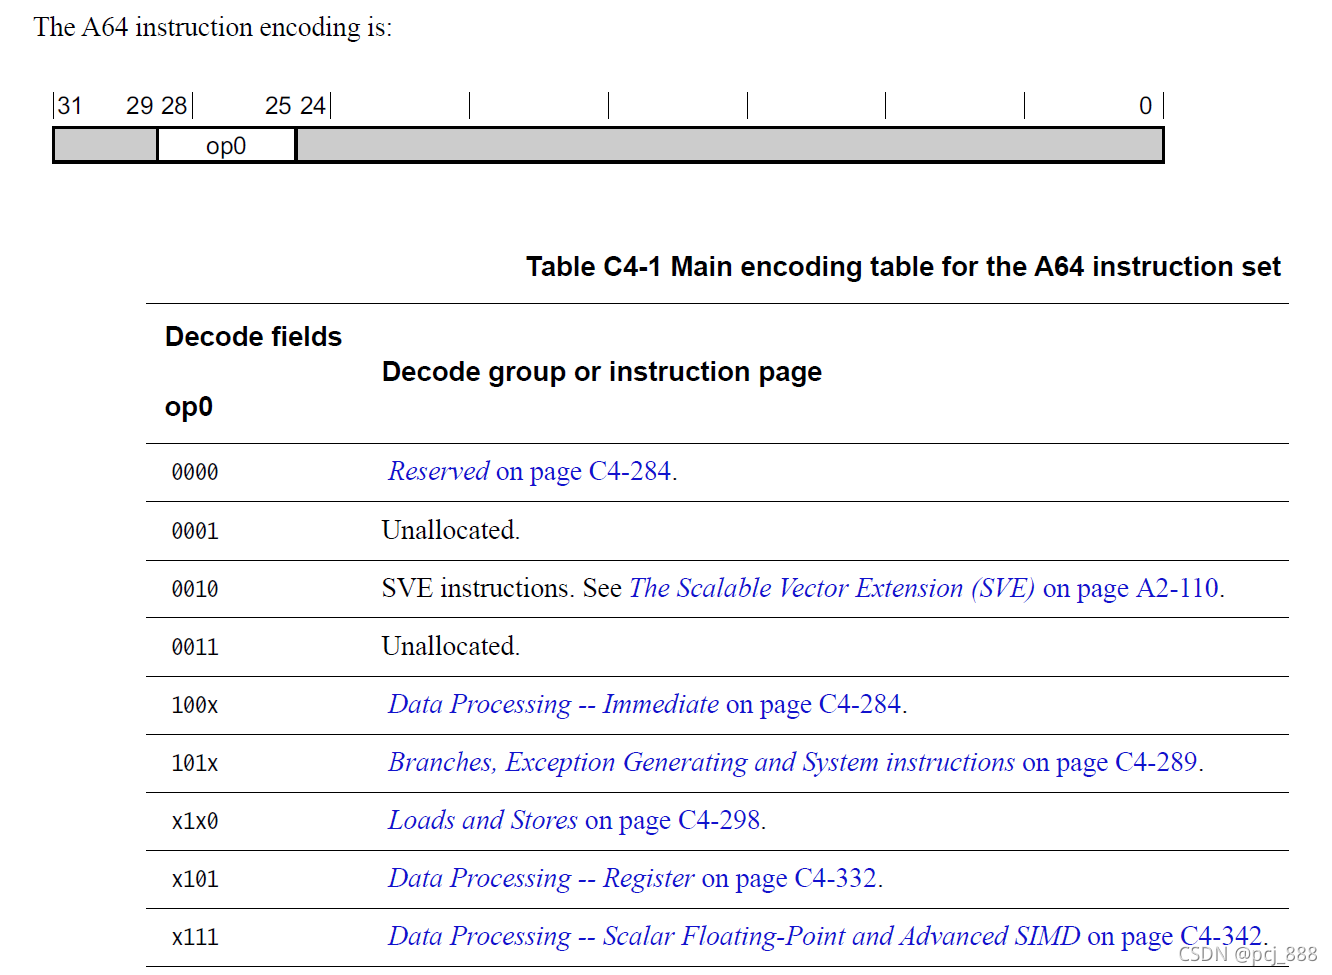 The A64 instruction encoding is:
31 29 28 25 24 0
op0
Table C4-1 Main encoding table for the A64 instruction set
Decode fields
Decode group or instruction page
op0
0000 Reserved on page C4-284.
0001 Unallocated.
0010 SVE instructions. See The Scalable Vector Extension (SVE) on page A2-110.
0011 Unallocated.
100x Data Processing -- Immediate on page C4-284.
101x Branches, Exception Generating and System instructions on page C4-289.
x1x0 Loads and Stores on page C4-298.
x101 Data Processing -- Register on page C4-332.
x111 Data Processing -- Scalar Floating-Point and Advanced SIMD on page C4-342.
CSDN @pcj_888